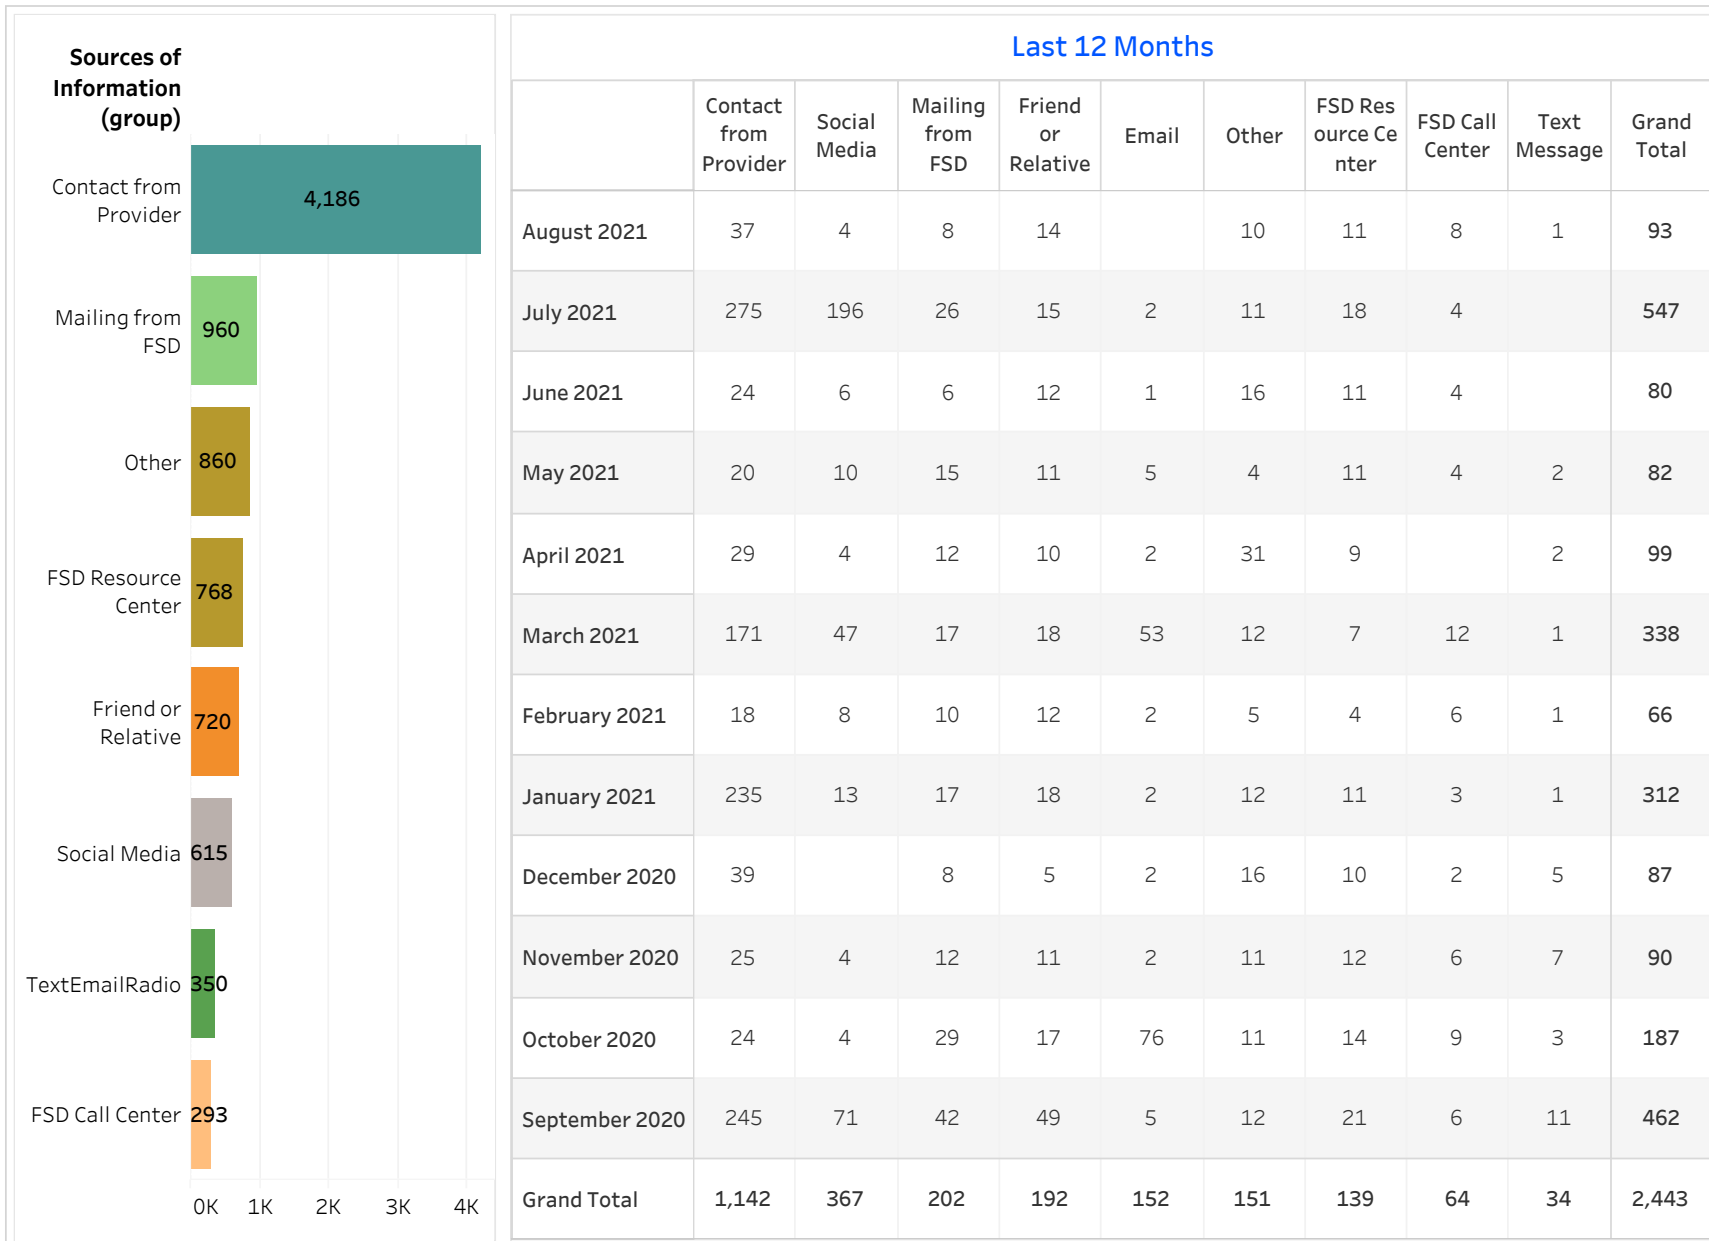 Sources of
Information
(group)
Contact from
Provider
4,186
Mailing from
FSD
960
Other
860
FSD Resource
Center
768
Friend or
Relative
720
Social Media
615
TextEmailRadio
350
FSD Call Center
293
0K 1K 2K 3K 4K
Last 12 Months
Contact
from
Provider
Social
Media
Mailing
from
FSD
Friend
or
Relative
Email
Other
FSD Res
ource Ce
nter
FSD Call
Center
Text
Message
Grand
Total
August 2021 37 4 8 14 10 11 8 1 93
July 2021 275 196 26 15 2 11 18 4 547
June 2021 24 6 6 12 1 16 11 4 80
May 2021 20 10 15 11 5 4 11 4 2 82
April 2021 29 4 12 10 2 31 9 2 99
March 2021 171 47 17 18 53 12 7 12 1 338
February 2021 18 8 10 12 2 5 4 6 1 66
January 2021 235 13 17 18 2 12 11 3 1 312
December 2020 39 8 5 2 16 10 2 5 87
November 2020 25 4 12 11 2 11 12 6 7 90
October 2020 24 4 29 17 76 11 14 9 3 187
September 2020 245 71 42 49 5 12 21 6 11 462
Grand Total 1,142 367 202 192 152 151 139 64 34 2,443